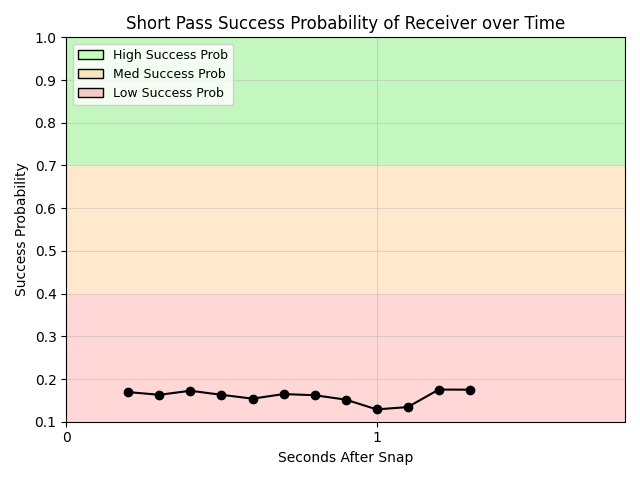 Short Pass Success Probability of Receiver over Time
1.0
High Success Prob
Med Success Prob
0.9
Low Success Prob
0.8
0.7
0.6
Success Probability
0.5
0.4
0.3
0.2
0.1
0
1
Seconds After Snap